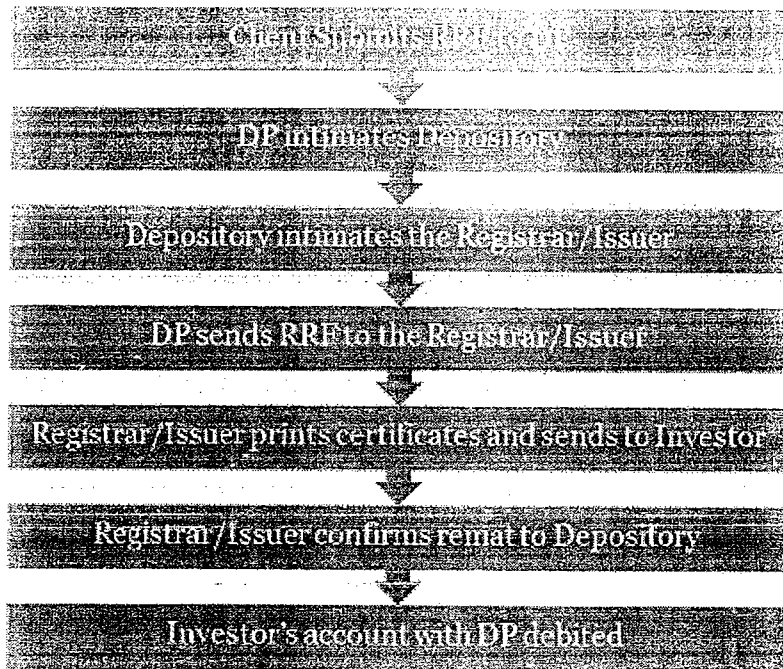 Client Submits RRF to DP
DP intimates Depository
Depository intimates the Registrar/Issuer
DP sends RRF to the Registrar/Issuer
Registrar/Issuer prints certificates and sends to Investor
Registrar/Issuer confirms remat to Depository
Investor's account with DP debited